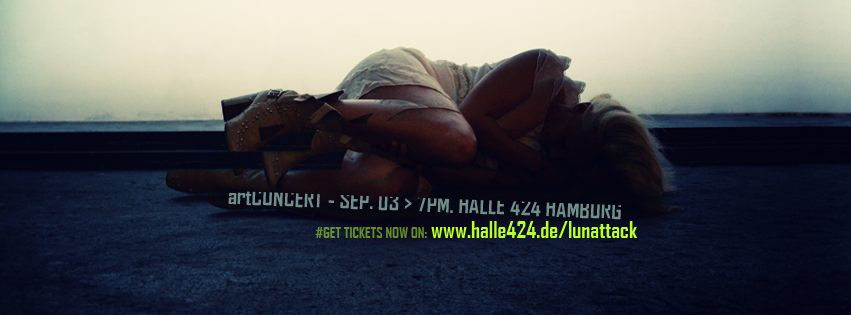 artCONCERT - SEP. 03 > 7PM. HALLE 424 HAMBURG
#GET TICKETS NOW ON: www.halle424.de/lunattack